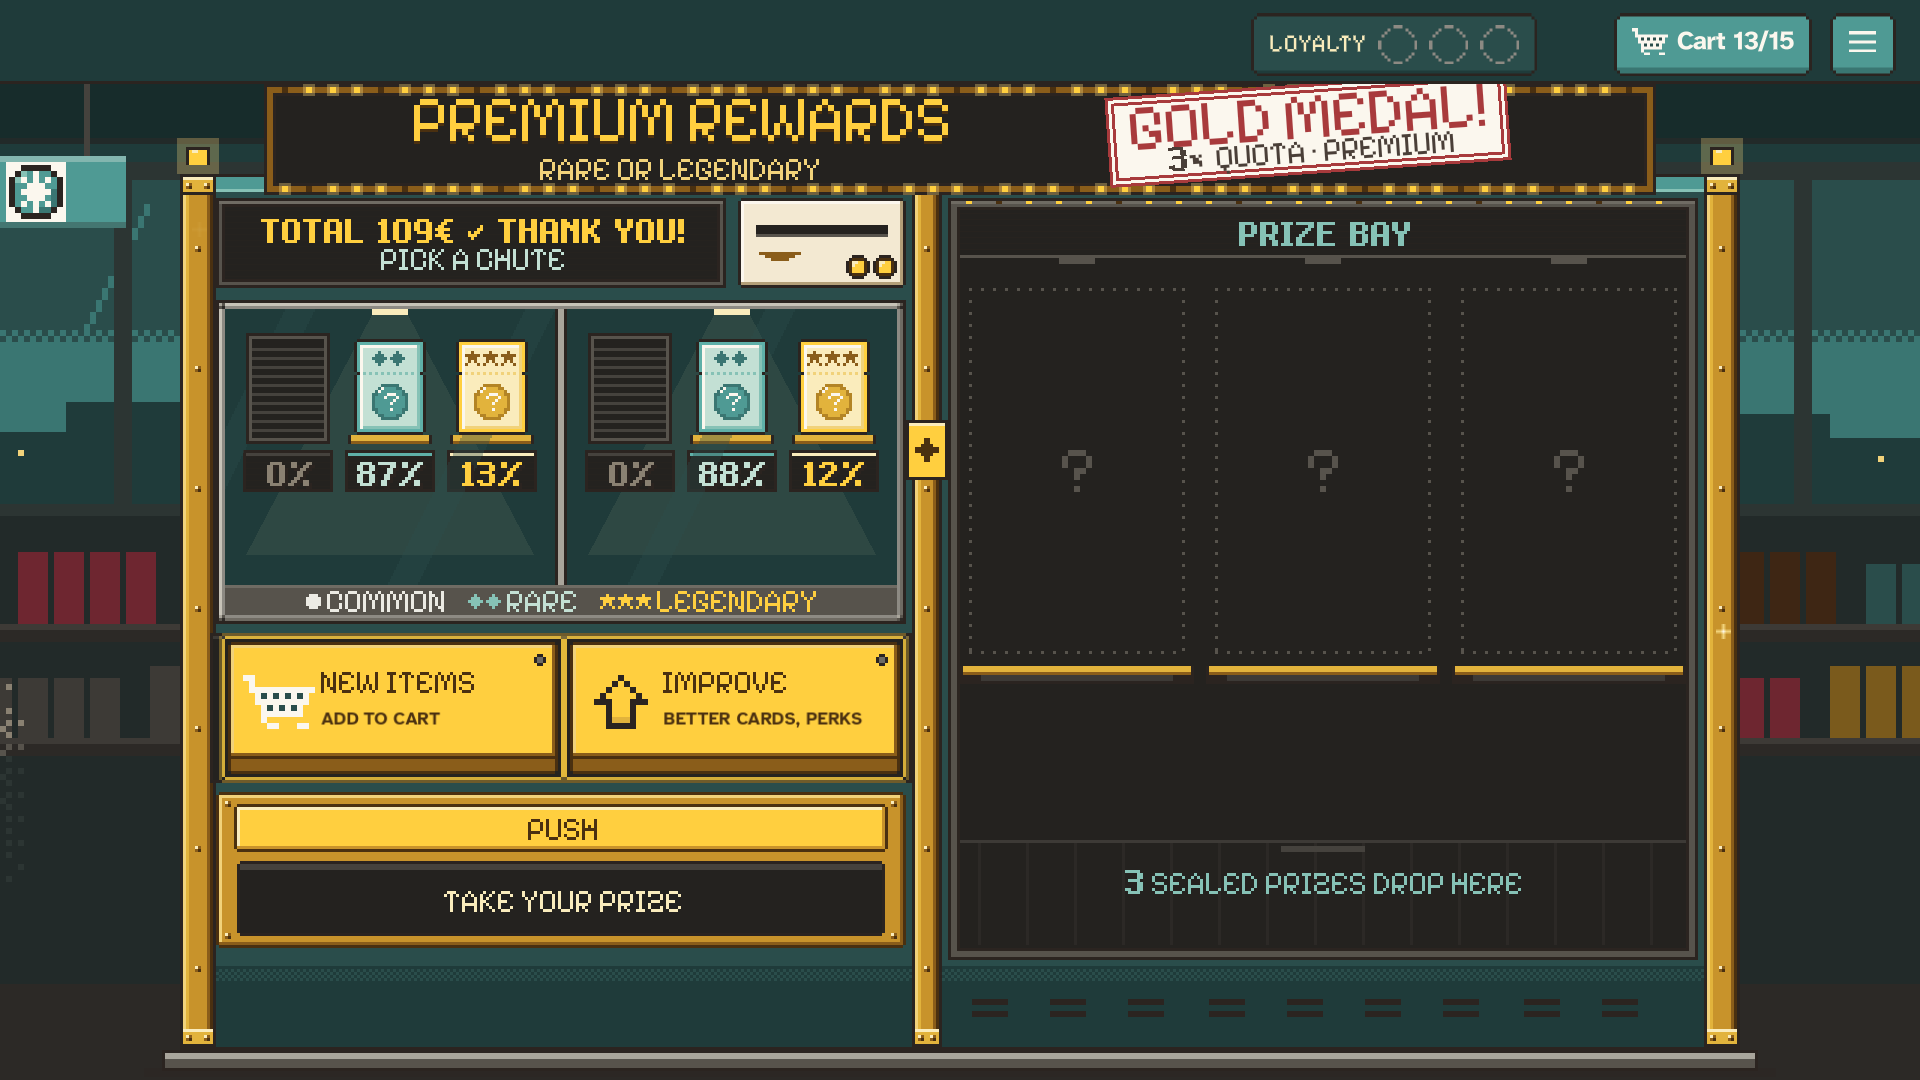 LOYALTY
Cart 13/15
PREMIUM REWARDS
RARE OR LEGENDARY
GOLD MEDAL!
3× QUOTA · PREMIUM
TOTAL 109€ ✓ THANK YOU!
PICK A CHUTE
PRIZE BAY
★★★
★★★
?
?
?
?
0%
87%
13%
0%
88%
12%
?
?
?
COMMON
RARE
★★★LEGENDARY
NEW ITEMS
ADD TO CART
IMPROVE
BETTER CARDS, PERKS
PUSH
TAKE YOUR PRIZE
3 SEALED PRIZES DROP HERE